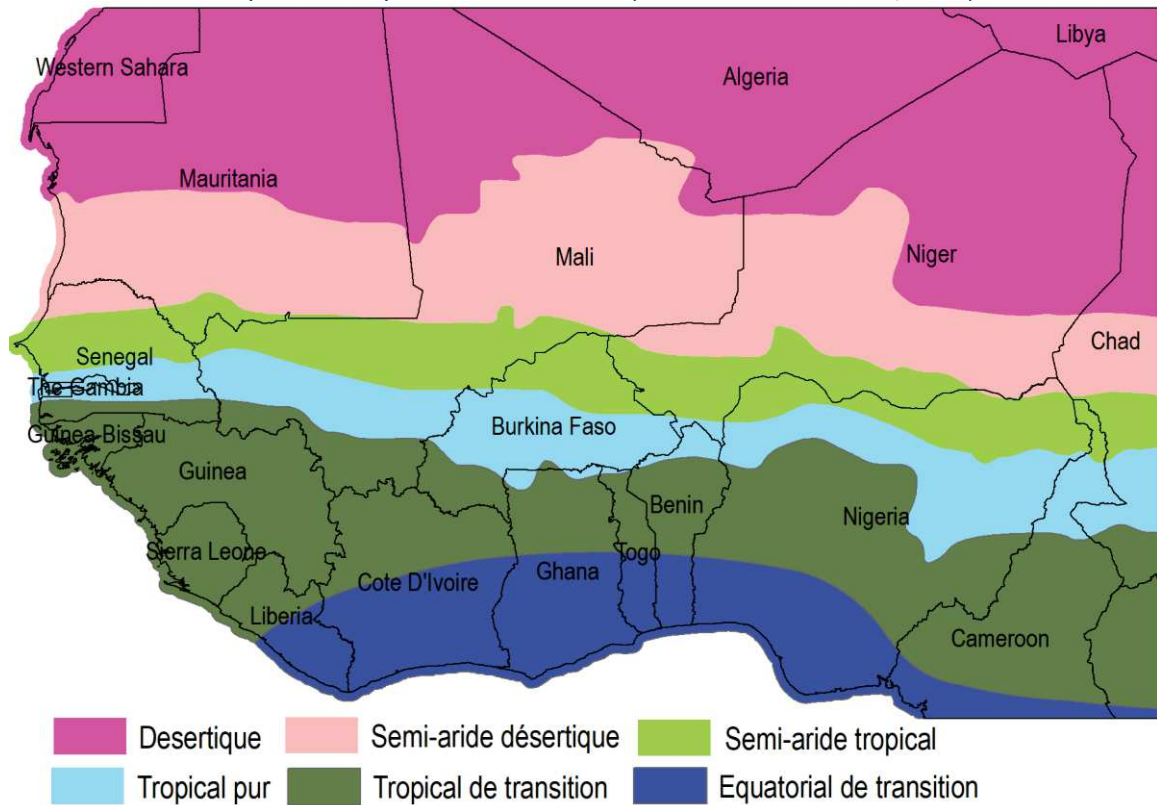 Western Sahara
Libya
Algeria
Mauritania
Mali
Niger
Chad
Senegal
The Gambia
Burkina Faso
Guinea Bissau
Guinea
Benin
Nigeria
Sierra Leone
Togo
Ghana
Cote D'Ivoire
Liberia
Cameroon
Desertique
Semi-aride désertique
Semi-aride tropical
Tropical pur
Tropical de transition
Equatorial de transition